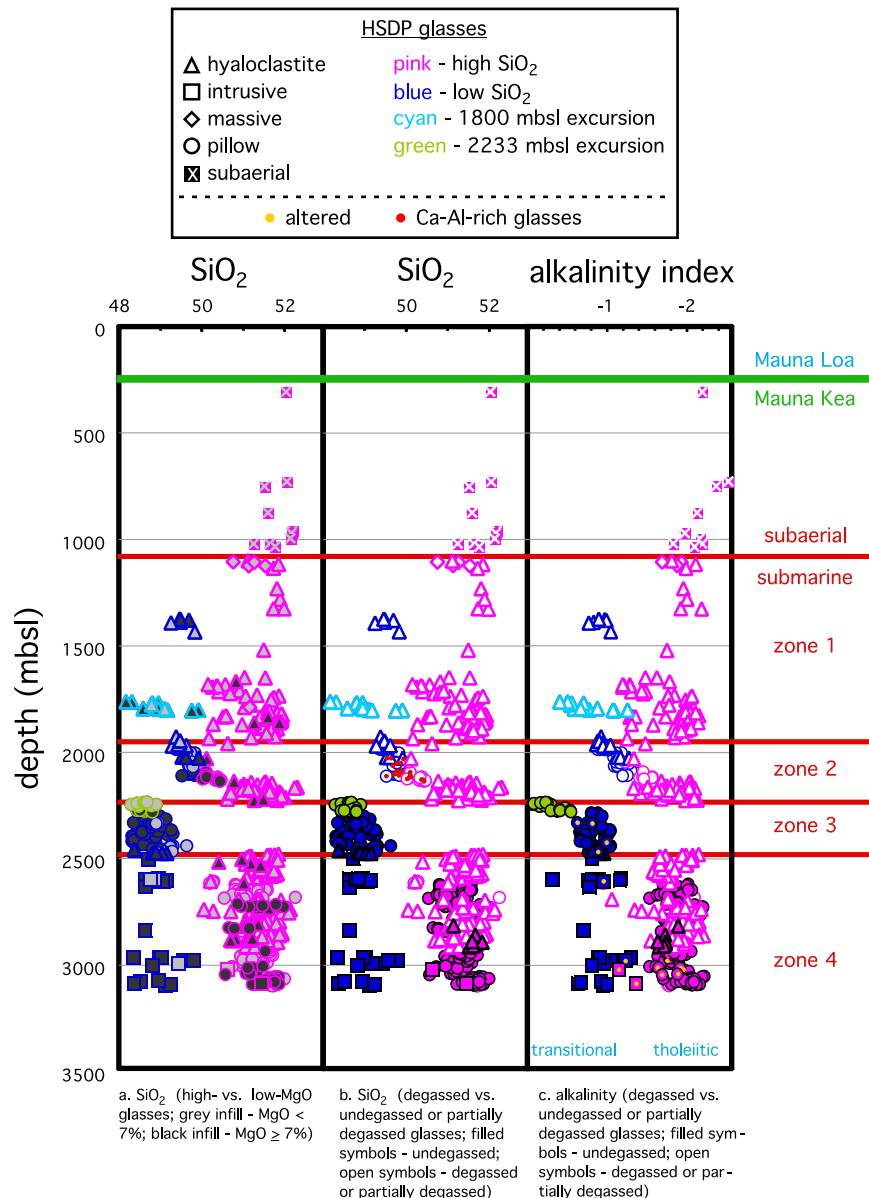 HSDP glasses
hyaloclastite
intrusive
massive
pillow
subaerial
pink - high SiO₂
blue - low SiO₂
cyan - 1800 mbsl excursion
green - 2233 mbsl excursion
altered
Ca-Al-rich glasses
SiO₂ SiO₂ alkalinity index
48 50 52 50 52 -1 -2
0
500
1000
1500
2000
2500
3000
3500
depth (mbsl)
Mauna Loa
Mauna Kea
subaerial
submarine
zone 1
zone 2
zone 3
zone 4
transitional tholeiitic
a. SiO₂ (high- vs. low-MgO
glasses; grey infill - MgO <
7%; black infill - MgO ≥ 7%)
b. SiO₂ (degassed vs.
undegassed or partially
degassed glasses; filled
symbols - undegassed;
open symbols - degassed
or partially degassed)
c. alkalinity (degassed vs.
undegassed or partially
degassed glasses; filled sym-
bols - undegassed; open
symbols - degassed or par-
tially degassed)